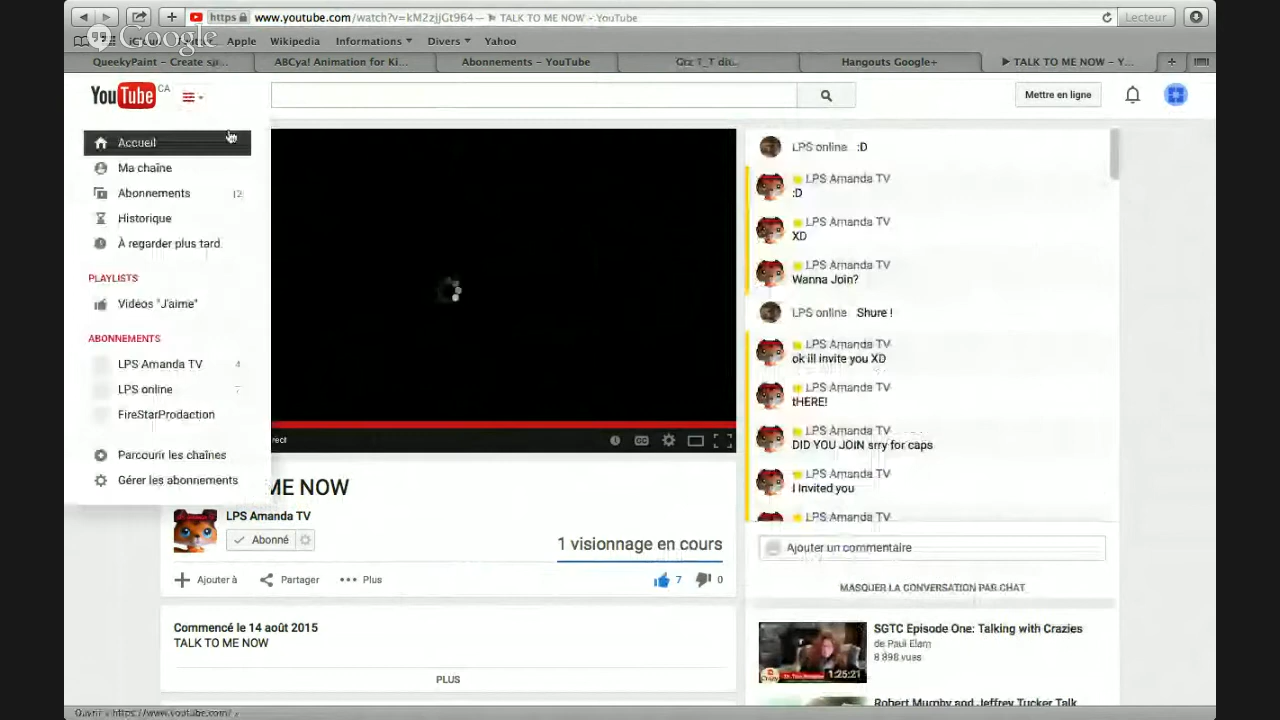 https www.youtube.com/watch?v=kM2zjjGt964 — TALK TO ME NOW - YouTube
Lecteur
Google
Apple
Wikipedia
Informations
Divers
Yahoo
QueekyPaint – Create
ABCya! Animation for Ki...
Abonnements – YouTube
Hangouts Google+
TALK TO ME NOW – Y...
YouTube CA
Mettre en ligne
Accueil
Ma chaîne
Abonnements 12
Historique
À regarder plus tard
PLAYLISTS
Vidéos "J'aime"
ABONNEMENTS
LPS Amanda TV 4
LPS online 7
FireStarProdaction
Parcourir les chaînes
Gérer les abonnements
ME NOW
LPS Amanda TV
Abonné
1 visionnage en cours
Ajouter à
Partager
Plus
7
0
Commencé le 14 août 2015
TALK TO ME NOW
PLUS
LPS online :D
LPS Amanda TV
:D
LPS Amanda TV
XD
LPS Amanda TV
Wanna Join?
LPS online Shure !
LPS Amanda TV
ok ill invite you XD
LPS Amanda TV
tHERE!
LPS Amanda TV
DID YOU JOIN srry for caps
LPS Amanda TV
I Invited you
LPS Amanda TV
Ajouter un commentaire
MASQUER LA CONVERSATION PAR CHAT
SGTC Episode One: Talking with Crazies
de Paul Elam
8 898 vues
1:25:21
Robert Murphy and Jeffrey Tucker Talk
Ouvrir « https://www.youtube.com/ »